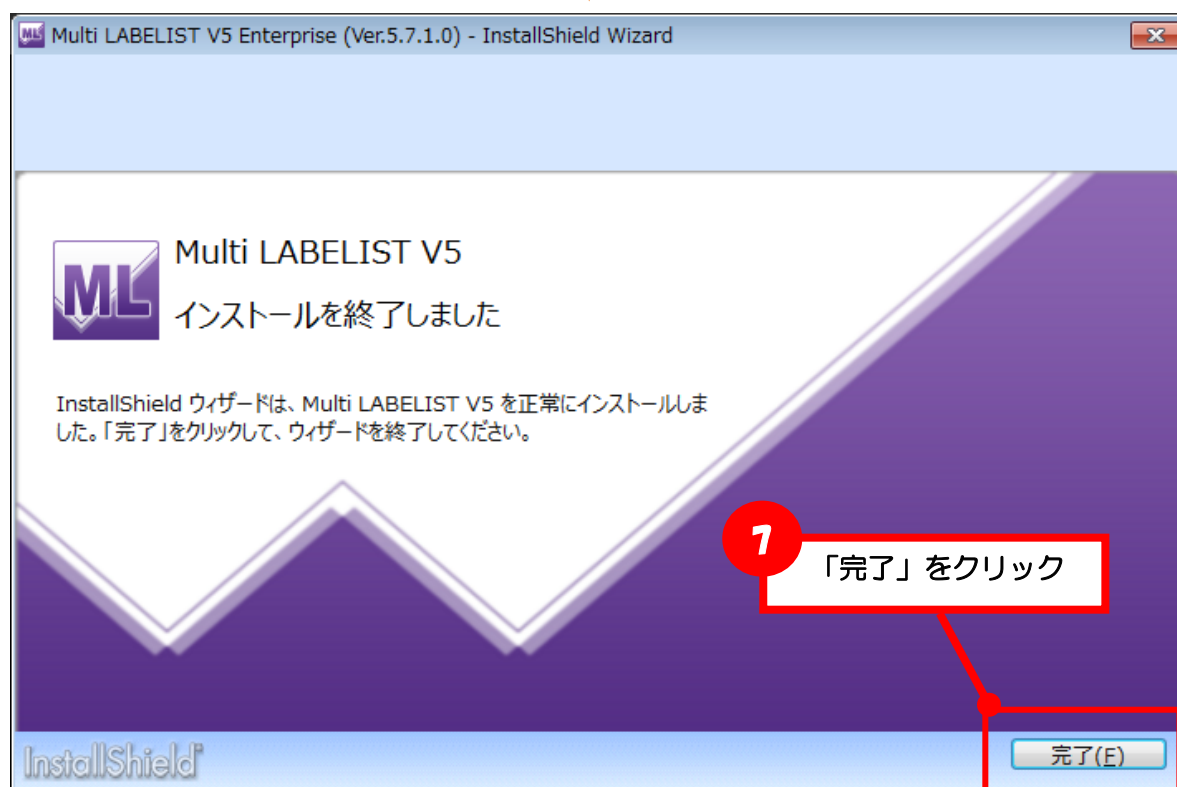 Multi LABELIST V5 Enterprise (Ver.5.7.1.0) - InstallShield Wizard
ML
Multi LABELIST V5
インストールを終了しました
InstallShield ウィザードは、Multi LABELIST V5 を正常にインストールしま
した。「完了」をクリックして、ウィザードを終了してください。
7
「完了」をクリック
InstallShield
完了(F)